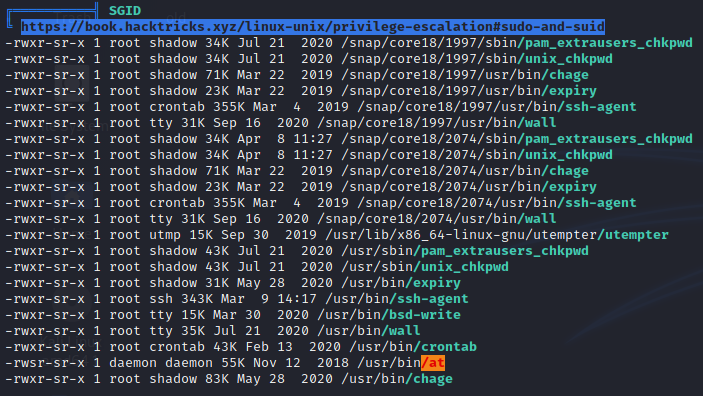 SGID
https://book.hacktricks.xyz/linux-unix/privilege-escalation#sudo-and-suid
-rwxr-sr-x 1 root shadow 34K Jul 21  2020 /snap/core18/1997/sbin/pam_extrausers_chkpwd
-rwxr-sr-x 1 root shadow 34K Jul 21  2020 /snap/core18/1997/sbin/unix_chkpwd
-rwxr-sr-x 1 root shadow 71K Mar 22  2019 /snap/core18/1997/usr/bin/chage
-rwxr-sr-x 1 root shadow 23K Mar 22  2019 /snap/core18/1997/usr/bin/expiry
-rwxr-sr-x 1 root crontab 355K Mar  4  2019 /snap/core18/1997/usr/bin/ssh-agent
-rwxr-sr-x 1 root tty 31K Sep 16  2020 /snap/core18/1997/usr/bin/wall
-rwxr-sr-x 1 root shadow 34K Apr  8 11:27 /snap/core18/2074/sbin/pam_extrausers_chkpwd
-rwxr-sr-x 1 root shadow 34K Apr  8 11:27 /snap/core18/2074/sbin/unix_chkpwd
-rwxr-sr-x 1 root shadow 71K Mar 22  2019 /snap/core18/2074/usr/bin/chage
-rwxr-sr-x 1 root shadow 23K Mar 22  2019 /snap/core18/2074/usr/bin/expiry
-rwxr-sr-x 1 root crontab 355K Mar  4  2019 /snap/core18/2074/usr/bin/ssh-agent
-rwxr-sr-x 1 root tty 31K Sep 16  2020 /snap/core18/2074/usr/bin/wall
-rwxr-sr-x 1 root utmp 15K Sep 30  2019 /usr/lib/x86_64-linux-gnu/utempter/utempter
-rwxr-sr-x 1 root shadow 43K Jul 21  2020 /usr/sbin/pam_extrausers_chkpwd
-rwxr-sr-x 1 root shadow 43K Jul 21  2020 /usr/sbin/unix_chkpwd
-rwxr-sr-x 1 root shadow 31K May 28  2020 /usr/bin/expiry
-rwxr-sr-x 1 root ssh 343K Mar  9 14:17 /usr/bin/ssh-agent
-rwxr-sr-x 1 root tty 15K Mar 30  2020 /usr/bin/bsd-write
-rwxr-sr-x 1 root tty 35K Jul 21  2020 /usr/bin/wall
-rwxr-sr-x 1 root crontab 43K Feb 13  2020 /usr/bin/crontab
-rwsr-sr-x 1 daemon daemon 55K Nov 12  2018 /usr/bin/at
-rwxr-sr-x 1 root shadow 83K May 28  2020 /usr/bin/chage